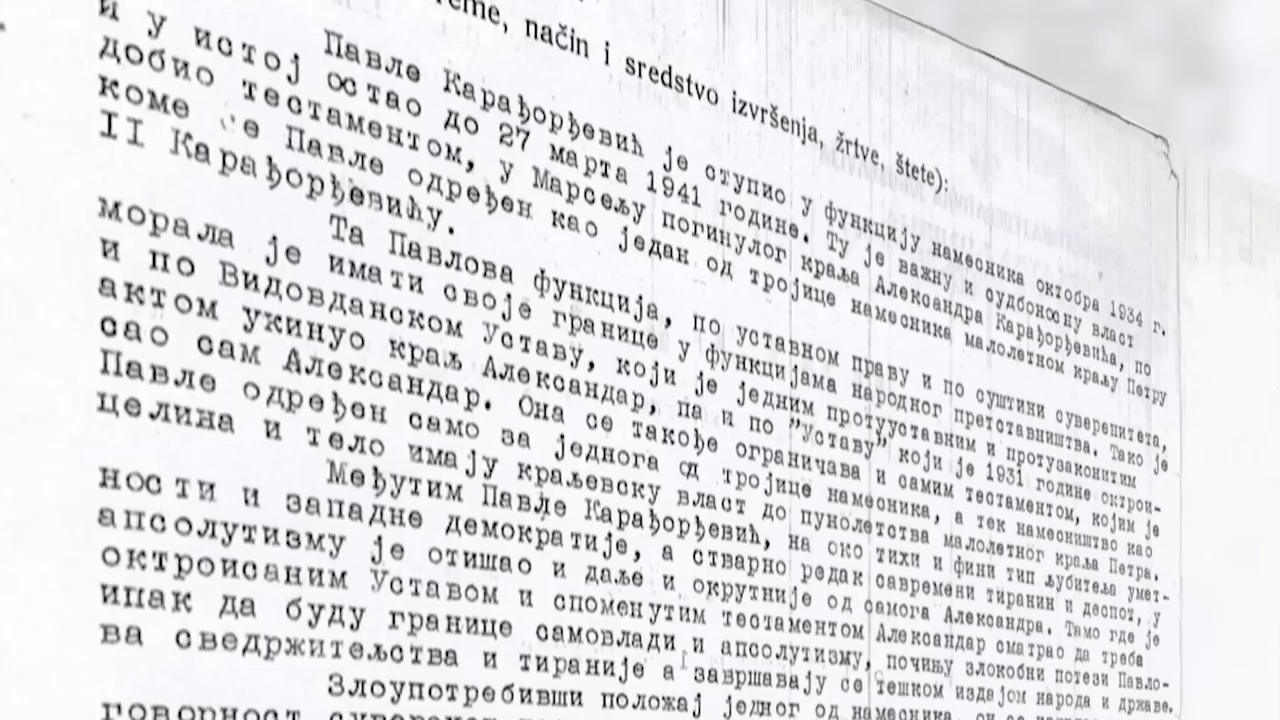 reme, način i sredstvo izvršenja, žrtve, štete):
Павле Карађорђевић је ступио у функцију намесника октобра 1934 г.
и у истој остао до 27 марта 1941 године. Ту је важну и судбоносну власт
добио тестаментом, у Марсељу погинулог краља Александра Карађорђевића, по
коме је Павле одређен као један од тројице намесника малолетном краљу Петру
II Карађорђевићу.
Та Павлова функција, по уставном праву и по суштини суверенитета,
морала је имати своје границе у функцијама народног претставништва. Тако је
и по Видовданском Уставу, који је једним протууставним и протузаконитим
актом укинуо краљ Александар, па и по "Уставу" који је 1931 године октрои-
сао сам Александар. Она се такође ограничава и самим тестаментом, којим је
Павле одређен само за једнога од тројице намесника, а тек намесништво као
целина и тело имају краљевску власт до пунолетства малолетног краља Петра.
Међутим Павле Карађорђевић, на око тихи и фини тип љубитеља умет-
ности и западне демократије, а стварно редак савремени тиранин и деспот, у
апсолутизму је отишао и даље и окрутније од самога Александра. Тамо где је
октроисаним Уставом и споменутим тестаментом Александар сматрао да треба
ипак да буду границе самовлади и апсолутизму, почињу злокобни потези Павло-
ва сведржитељства и тираније а завршавају се тешком издајом народа и државе.
Злоупотребивши положај једног од намесника, он се
говорност